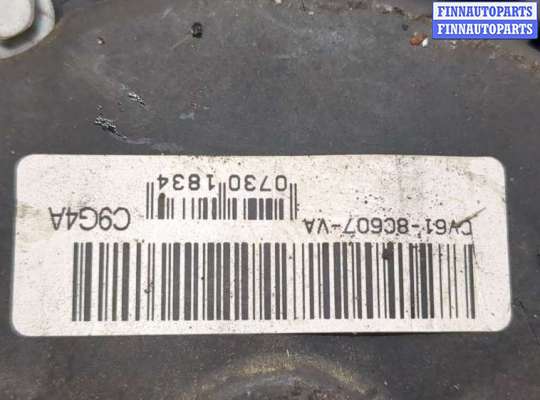 FINNAUTOPARTS
FINNAUTOPARTS
CV61-8C607-VA
C9G4A
0730 1834